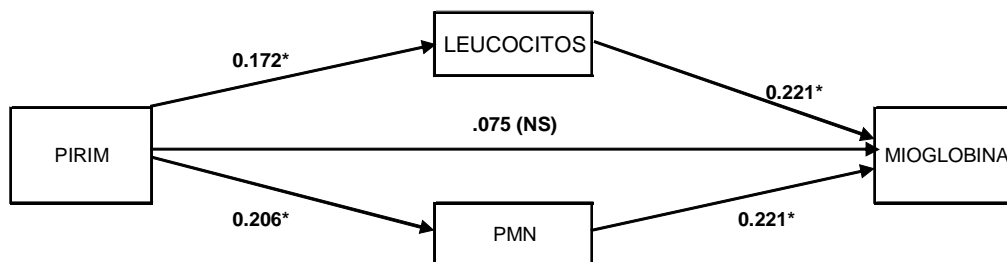 LEUCOCITOS
0.172*
0.221*
.075 (NS)
PIRIM
MIOGLOBINA
0.206*
PMN
0.221*